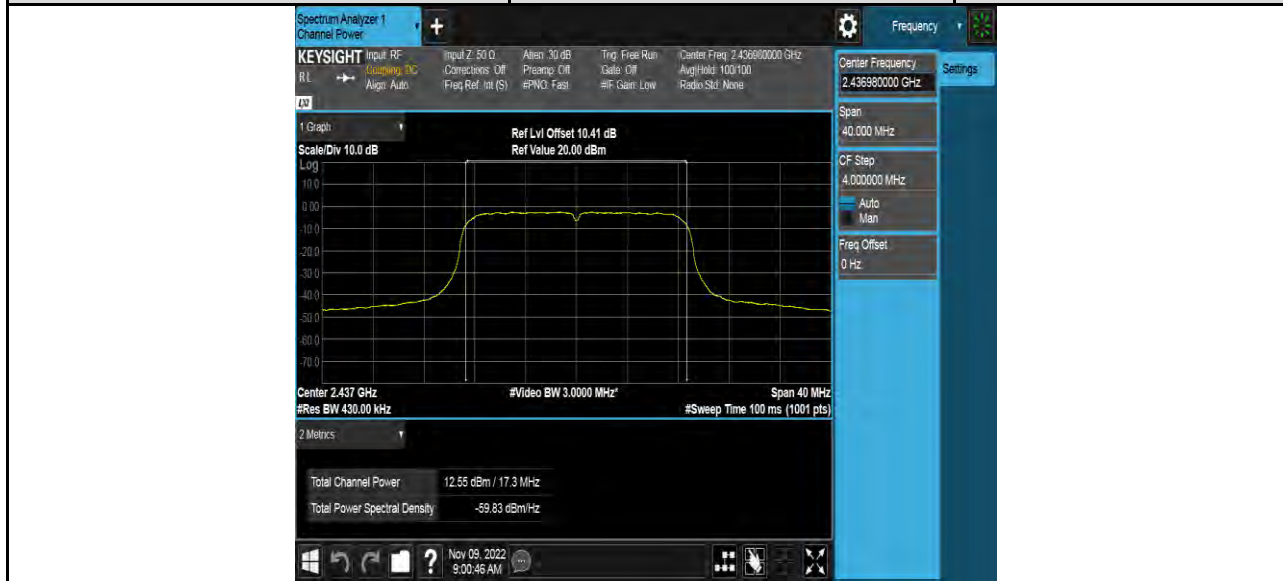 Spectrum Analyzer 1
Channel Power
+
Frequency
KEYSIGHT
Input: RF
Coupling: DC
Align: Auto
RL
Input Z: 50 Ω
Corrections: Off
Freq Ref: Int (S)
Atten: 30 dB
Preamp: Off
#PNO: Fast
Trig: Free Run
Gate: Off
#IF Gain: Low
Center Freq: 2.436980000 GHz
Avg|Hold: 100/100
Radio Std: None
LXI
Center Frequency
2.436980000 GHz
Settings
Span
40.000 MHz
CF Step
4.000000 MHz
Auto
Man
Freq Offset
0 Hz
1 Graph
Scale/Div 10.0 dB
Ref Lvl Offset 10.41 dB
Ref Value 20.00 dBm
Log
10.0
0.00
-10.0
-20.0
-30.0
-40.0
-50.0
-60.0
-70.0
Center 2.437 GHz
#Video BW 3.0000 MHz*
Span 40 MHz
#Res BW 430.00 kHz
#Sweep Time 100 ms (1001 pts)
2 Metrics
Total Channel Power 12.55 dBm / 17.3 MHz
Total Power Spectral Density -59.83 dBm/Hz
?
Nov 09, 2022
9:00:46 AM